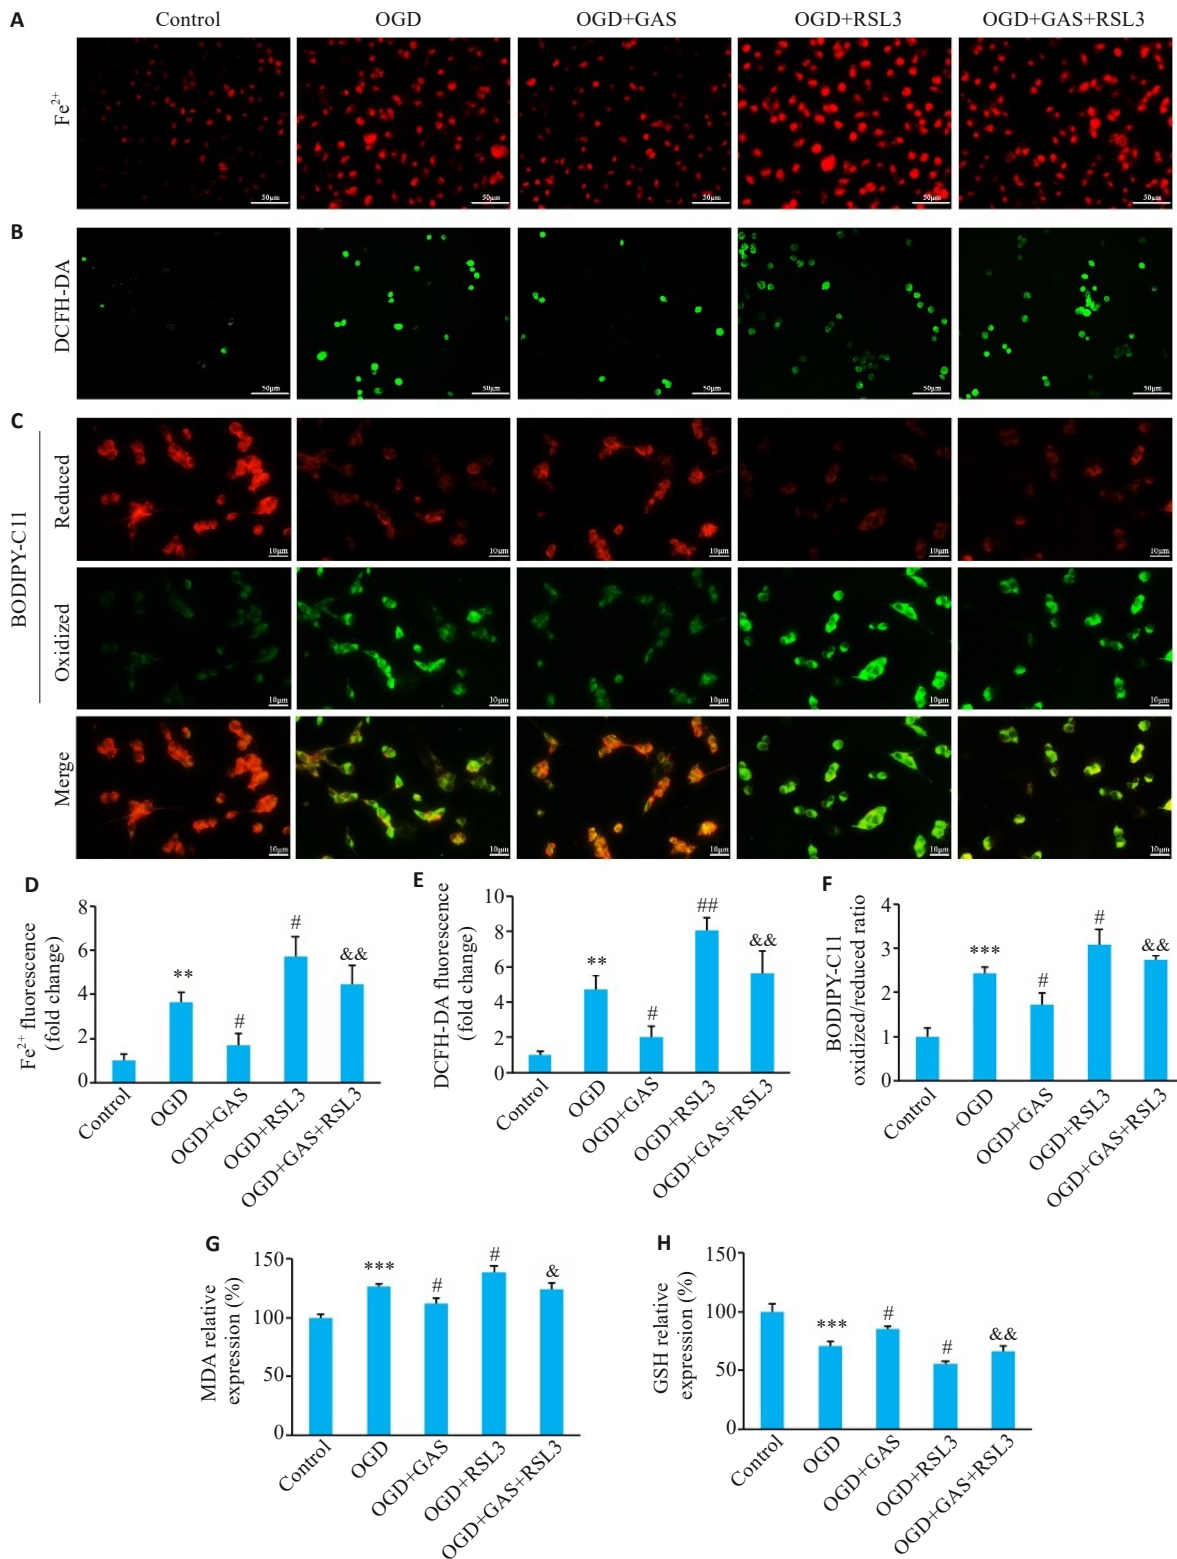 A
Control
OGD
OGD+GAS
OGD+RSL3
OGD+GAS+RSL3
Fe²⁺
50μm
50μm
50μm
50μm
50μm
B
DCFH-DA
50μm
50μm
50μm
50μm
50μm
C
BODIPY-C11
Reduced
10μm
10μm
10μm
10μm
10μm
Oxidized
10μm
10μm
10μm
10μm
10μm
Merge
10μm
10μm
10μm
10μm
10μm
D
Fe²⁺ fluorescence
(fold change)
8
6
4
2
0
**
#
#
&&
Control
OGD
OGD+GAS
OGD+RSL3
OGD+GAS+RSL3
E
DCFH-DA fluorescence
(fold change)
10
8
6
4
2
0
**
#
##
&&
Control
OGD
OGD+GAS
OGD+RSL3
OGD+GAS+RSL3
F
BODIPY-C11
oxidized/reduced ratio
4
3
2
1
0
***
#
#
&&
Control
OGD
OGD+GAS
OGD+RSL3
OGD+GAS+RSL3
G
MDA relative
expression (%)
150
100
50
0
***
#
#
&
Control
OGD
OGD+GAS
OGD+RSL3
OGD+GAS+RSL3
H
GSH relative
expression (%)
150
100
50
0
***
#
#
&&
Control
OGD
OGD+GAS
OGD+RSL3
OGD+GAS+RSL3